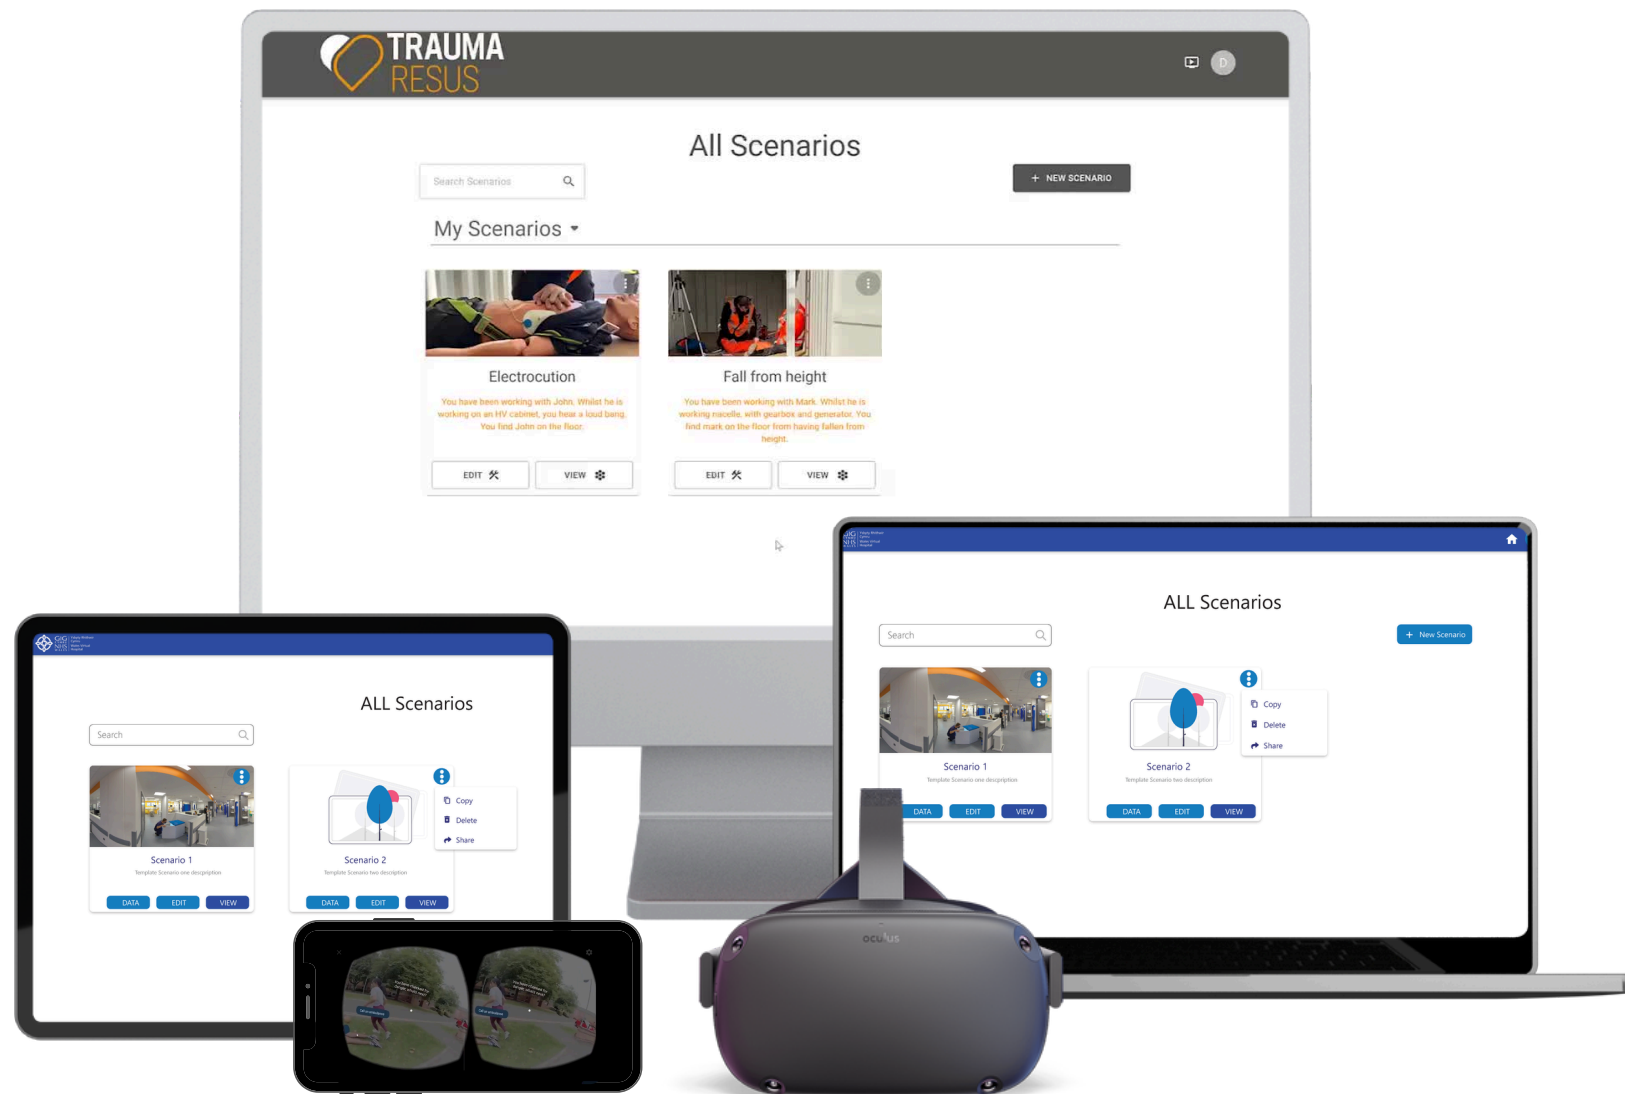 TRAUMA
RESUS
D
All Scenarios
Search Scenarios
+ NEW SCENARIO
My Scenarios
Electrocution
You have been working with John. Whilst he is
working on an HV cabinet, you hear a loud bang.
You find John on the floor.
EDIT
VIEW
Fall from height
You have been working with Mark. Whilst he is
working nacelle, with gearbox and generator. You
find mark on the floor from having fallen from
height.
EDIT
VIEW
GIG
NHS
ALL Scenarios
Search
+ New Scenario
Scenario 1
Template Scenario one descpription
DATA
EDIT
VIEW
Scenario 2
Template Scenario two description
DATA
EDIT
VIEW
Copy
Delete
Share
GIG
NHS
ALL Scenarios
Search
Scenario 1
Template Scenario one descpription
DATA
EDIT
VIEW
Scenario 2
Template Scenario two description
DATA
EDIT
VIEW
Copy
Delete
Share
oculus